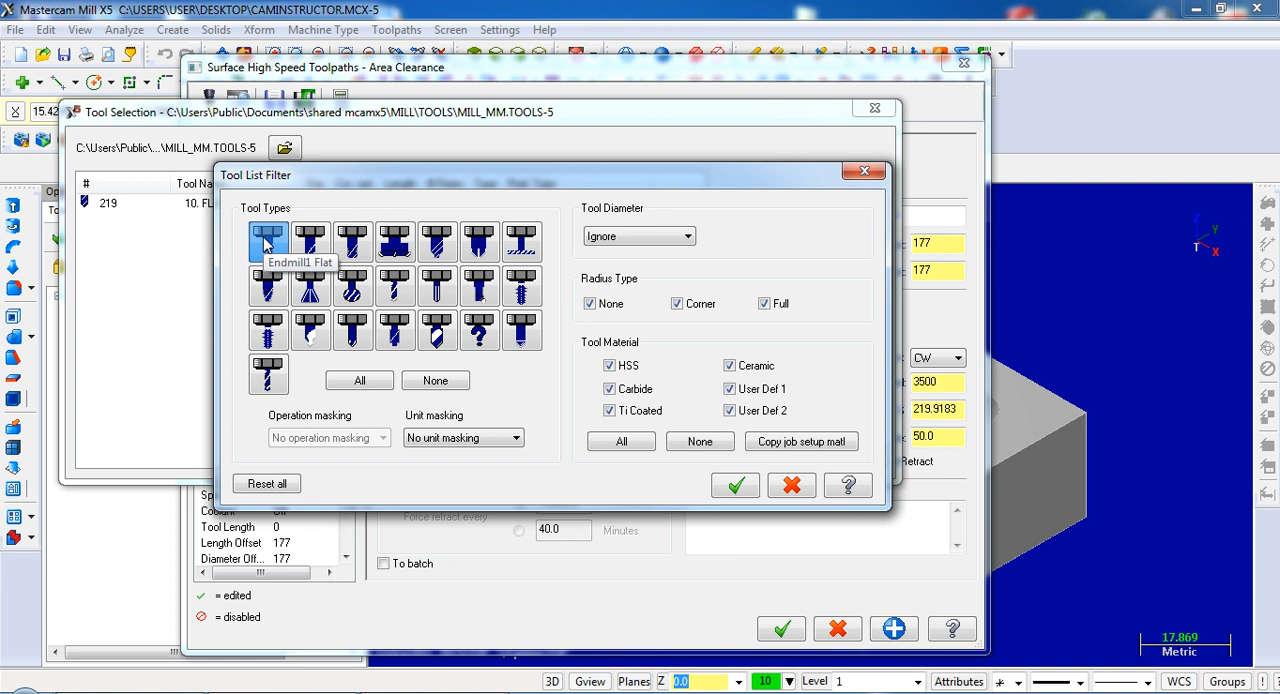 Mastercam Mill X5 C:\USERS\USER\DESKTOP\CAMINSTRUCTOR.MCX-5
File Edit View Analyze Create Solids Xform Machine Type Toolpaths Screen Settings Help
Surface High Speed Toolpaths - Area Clearance
15.42
Tool Selection - C:\Users\Public\Documents\shared mcamx5\MILL\TOOLS\MILL_MM.TOOLS-5
C:\Users\Public\...\MILL_MM.TOOLS-5
# Tool Na
219 10. FL
Tool List Filter
Tool Types
Endmill1 Flat
All None
Operation masking Unit masking
No operation masking No unit masking
Reset all
Tool Diameter
Ignore
Radius Type
None Corner Full
Tool Material
HSS Ceramic
Carbide User Def 1
Ti Coated User Def 2
All None Copy job setup matl
177
177
CW
3500
219.9183
50.0
Retract
Tool Length 0
Length Offset 177
Diameter Off... 177
Force retract every
40.0 Minutes
To batch
= edited
= disabled
17.869
Metric
3D Gview Planes Z 0.0 10 Level 1 Attributes WCS Groups